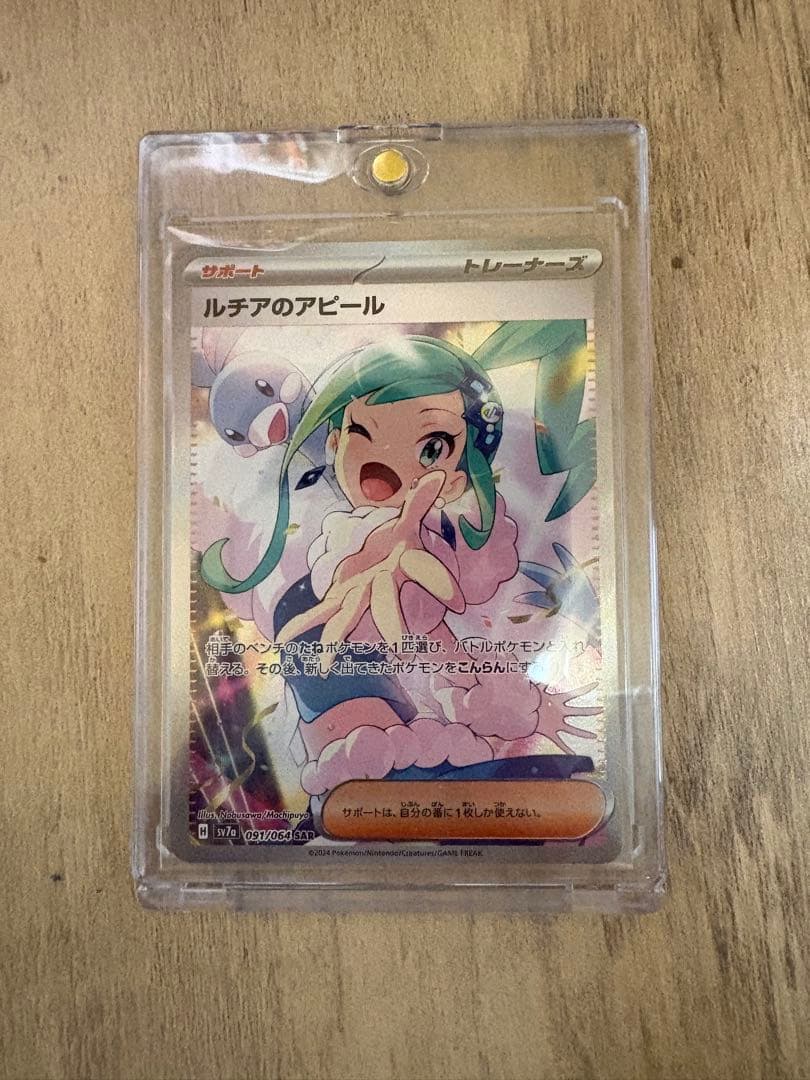 サポート
トレーナーズ
ルチアのアピール
相手のベンチのたねポケモンを1匹選び、バトルポケモンと入れ
替える。その後、新しく出てきたポケモンをこんらんにす
サポートは、自分の番に1枚しか使えない。
Illus. Nobusawa/Mochipuyo
H sv7a 091/064 SAR
©2024 Pokémon/Nintendo/Creatures/GAME FREAK